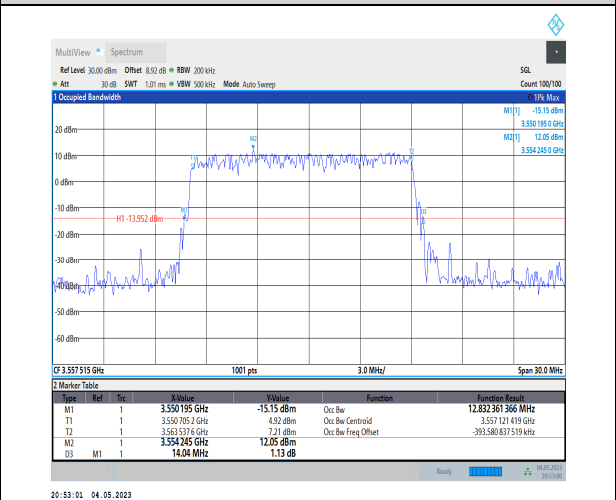 MultiView Spectrum
Ref Level 30.00 dBm Offset 8.92 dB RBW 200 kHz SGL
Att 30 dB SWT 1.01 ms VBW 500 kHz Mode Auto Sweep Count 100/100
1 Occupied Bandwidth 1Pk Max
M1[1] -15.15 dBm
3.550 195 0 GHz
M2[1] 12.05 dBm
3.554 245 0 GHz
20 dBm
M2
T2
10 dBm
0 dBm
-10 dBm
M1
D3
H1 -13.952 dBm
-20 dBm
-30 dBm
-40 dBm
-50 dBm
-60 dBm
CF 3.557 515 GHz 1001 pts 3.0 MHz/ Span 30.0 MHz
2 Marker Table
Type Ref Trc X-Value Y-Value Function Function Result
M1 1 3.550 195 GHz -15.15 dBm Occ Bw 12.832 361 366 MHz
T1 1 3.550 705 2 GHz 4.92 dBm Occ Bw Centroid 3.557 121 419 GHz
T2 1 3.563 537 6 GHz 7.21 dBm Occ Bw Freq Offset -393.580 837 519 kHz
M2 1 3.554 245 GHz 12.05 dBm
D3 M1 1 14.04 MHz 1.13 dB
Ready 04.05.2023
20:53:00
20:53:01 04.05.2023